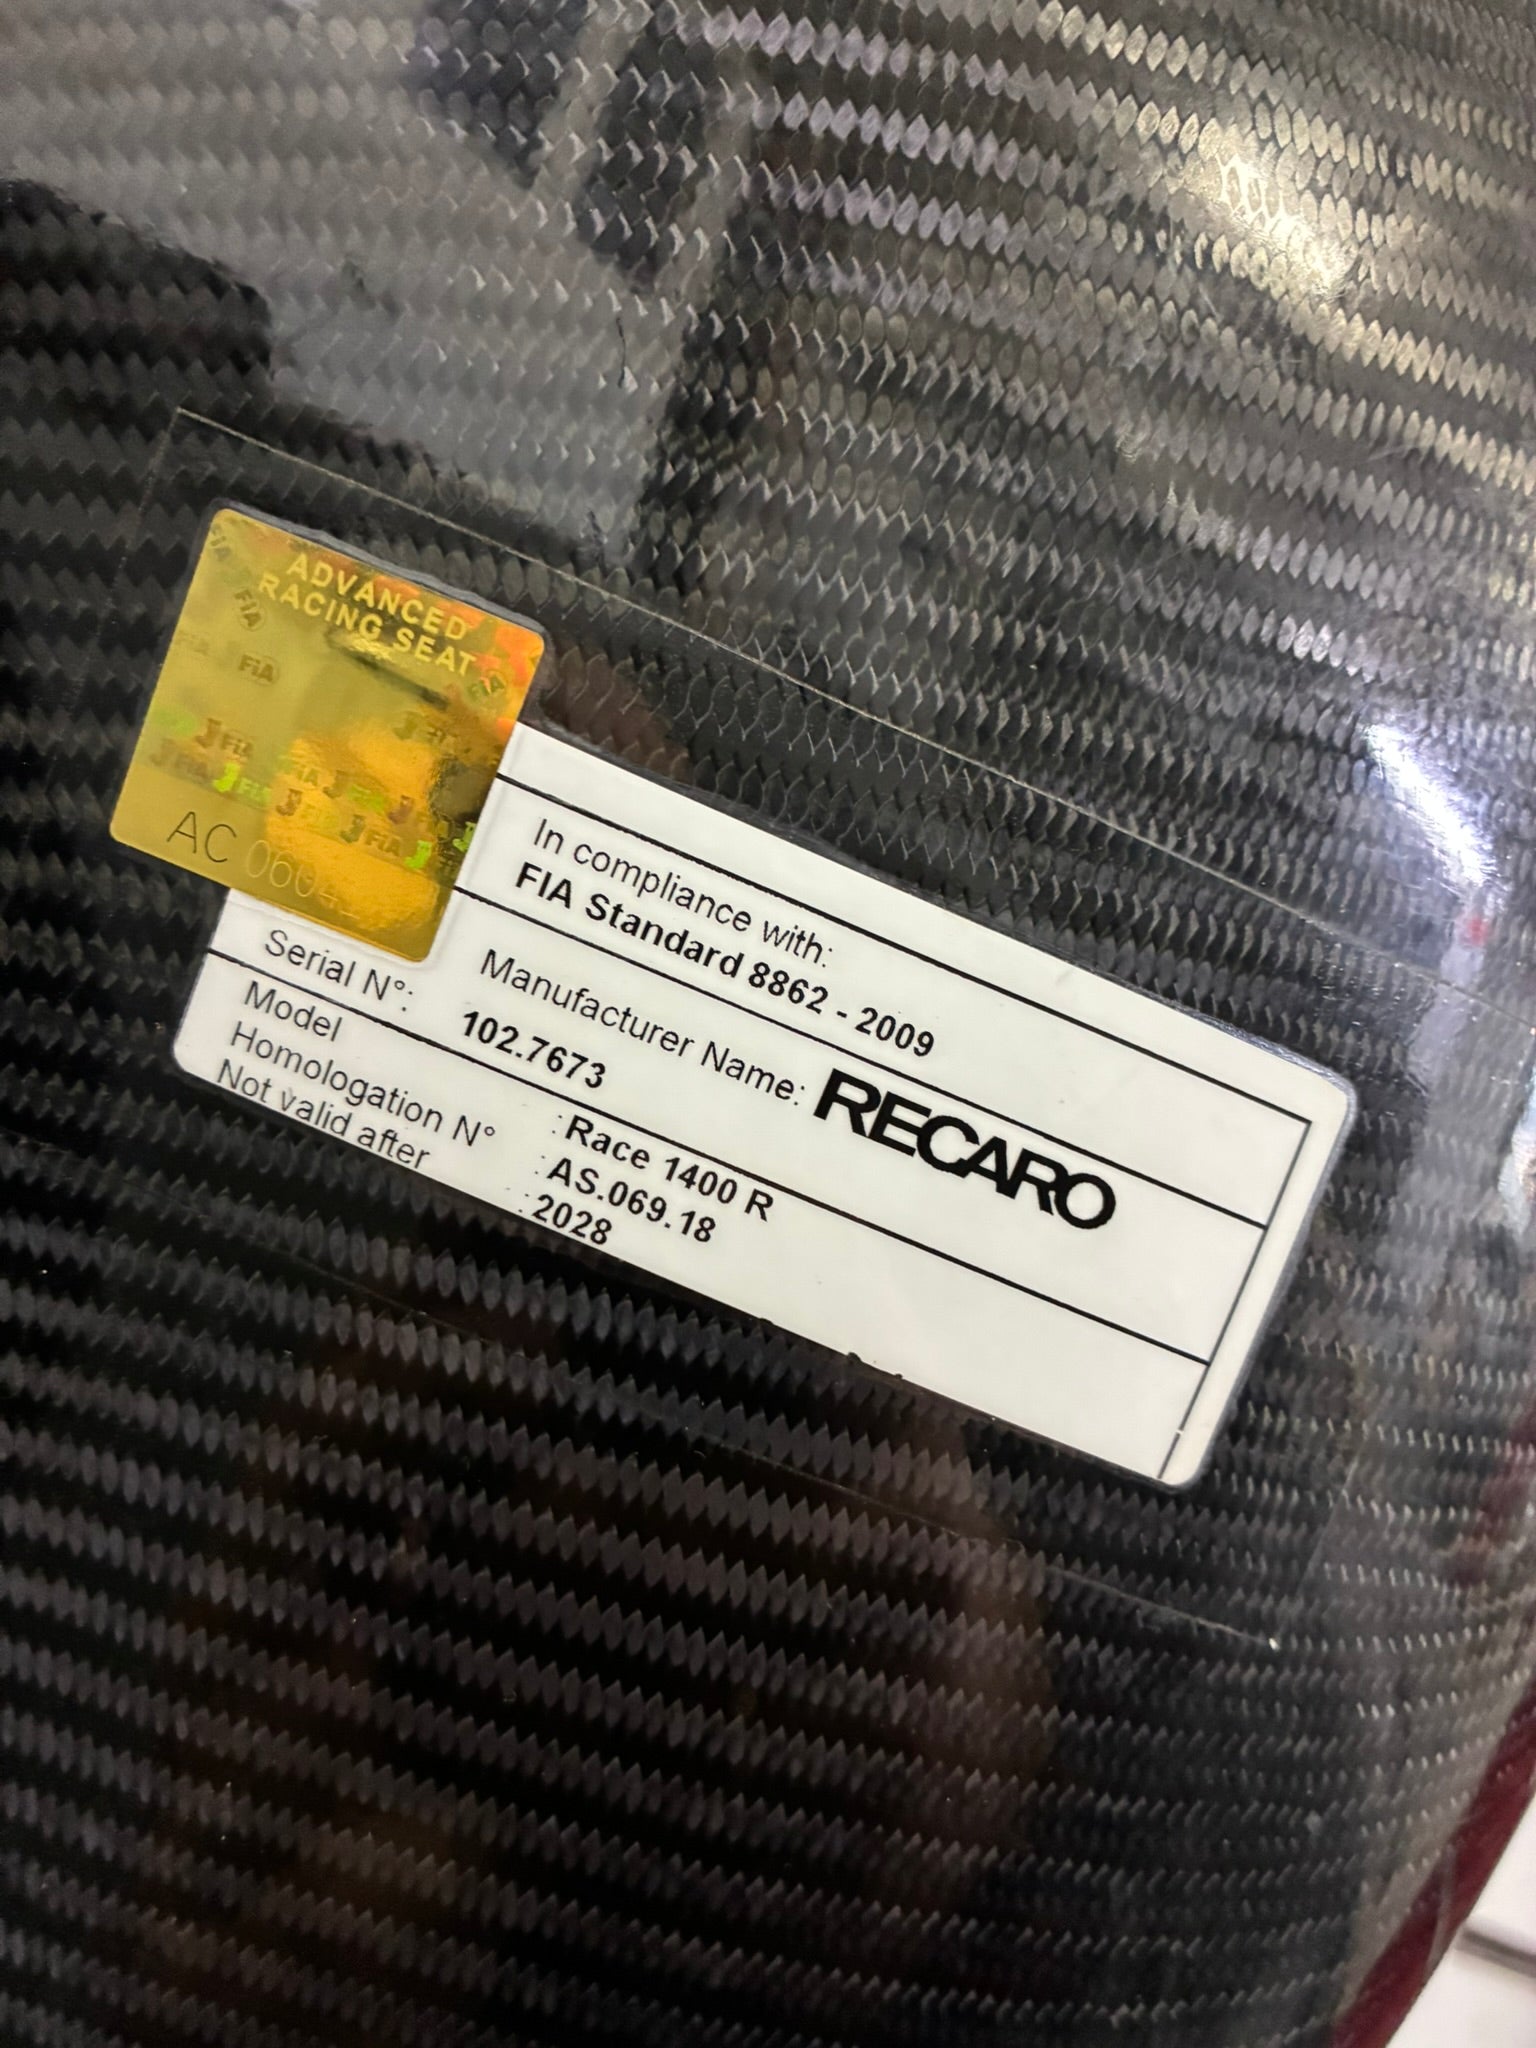 ADVANCED
RACING SEAT
FIA
AC
In compliance with:
FIA Standard 8862 - 2009
Manufacturer Name: RECARO
Serial N°: 102.7673
Model : Race 1400 R
Homologation N° : AS.069.18
Not valid after : 2028